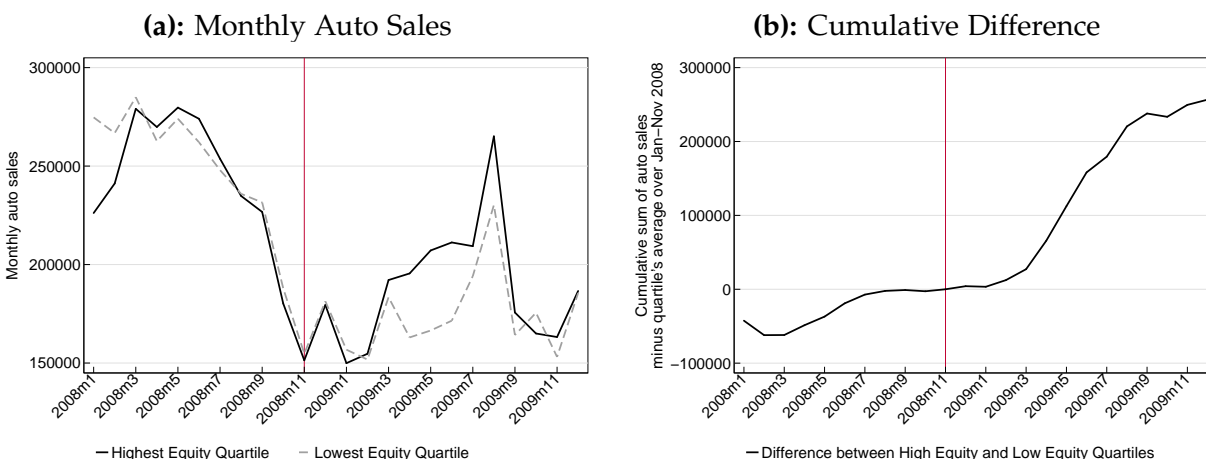 (a): Monthly Auto Sales
300000
250000
200000
150000
Monthly auto sales
2008m1
2008m3
2008m5
2008m7
2008m9
2008m11
2009m1
2009m3
2009m5
2009m7
2009m9
2009m11
Highest Equity Quartile
Lowest Equity Quartile
(b): Cumulative Difference
300000
200000
100000
0
−100000
Cumulative sum of auto sales
minus quartile's average over Jan−Nov 2008
2008m1
2008m3
2008m5
2008m7
2008m9
2008m11
2009m1
2009m3
2009m5
2009m7
2009m9
2009m11
Difference between High Equity and Low Equity Quartiles